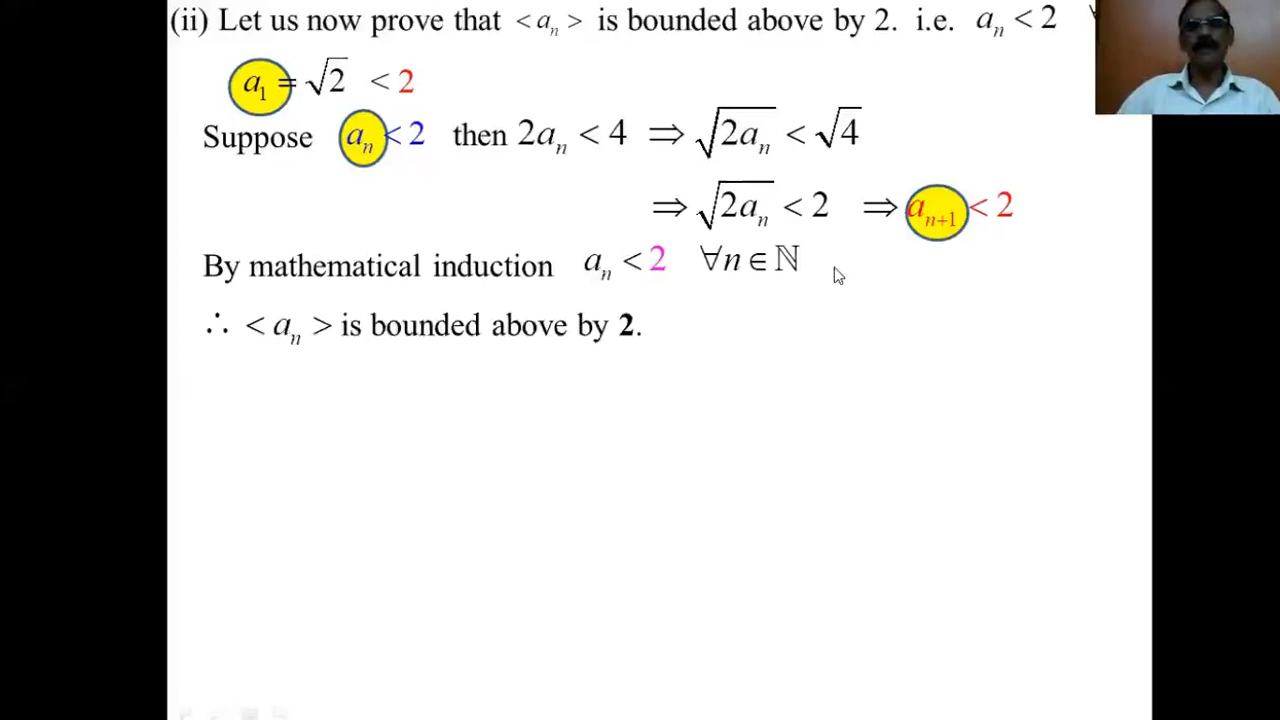 (ii) Let us now prove that < aₙ > is bounded above by 2. i.e. aₙ < 2
a₁ = √2 < 2
Suppose aₙ < 2 then 2aₙ < 4 ⇒ √(2aₙ) < √4
⇒ √(2aₙ) < 2 ⇒ aₙ₊₁ < 2
By mathematical induction aₙ < 2 ∀n ∈ ℕ
∴ < aₙ > is bounded above by 2.